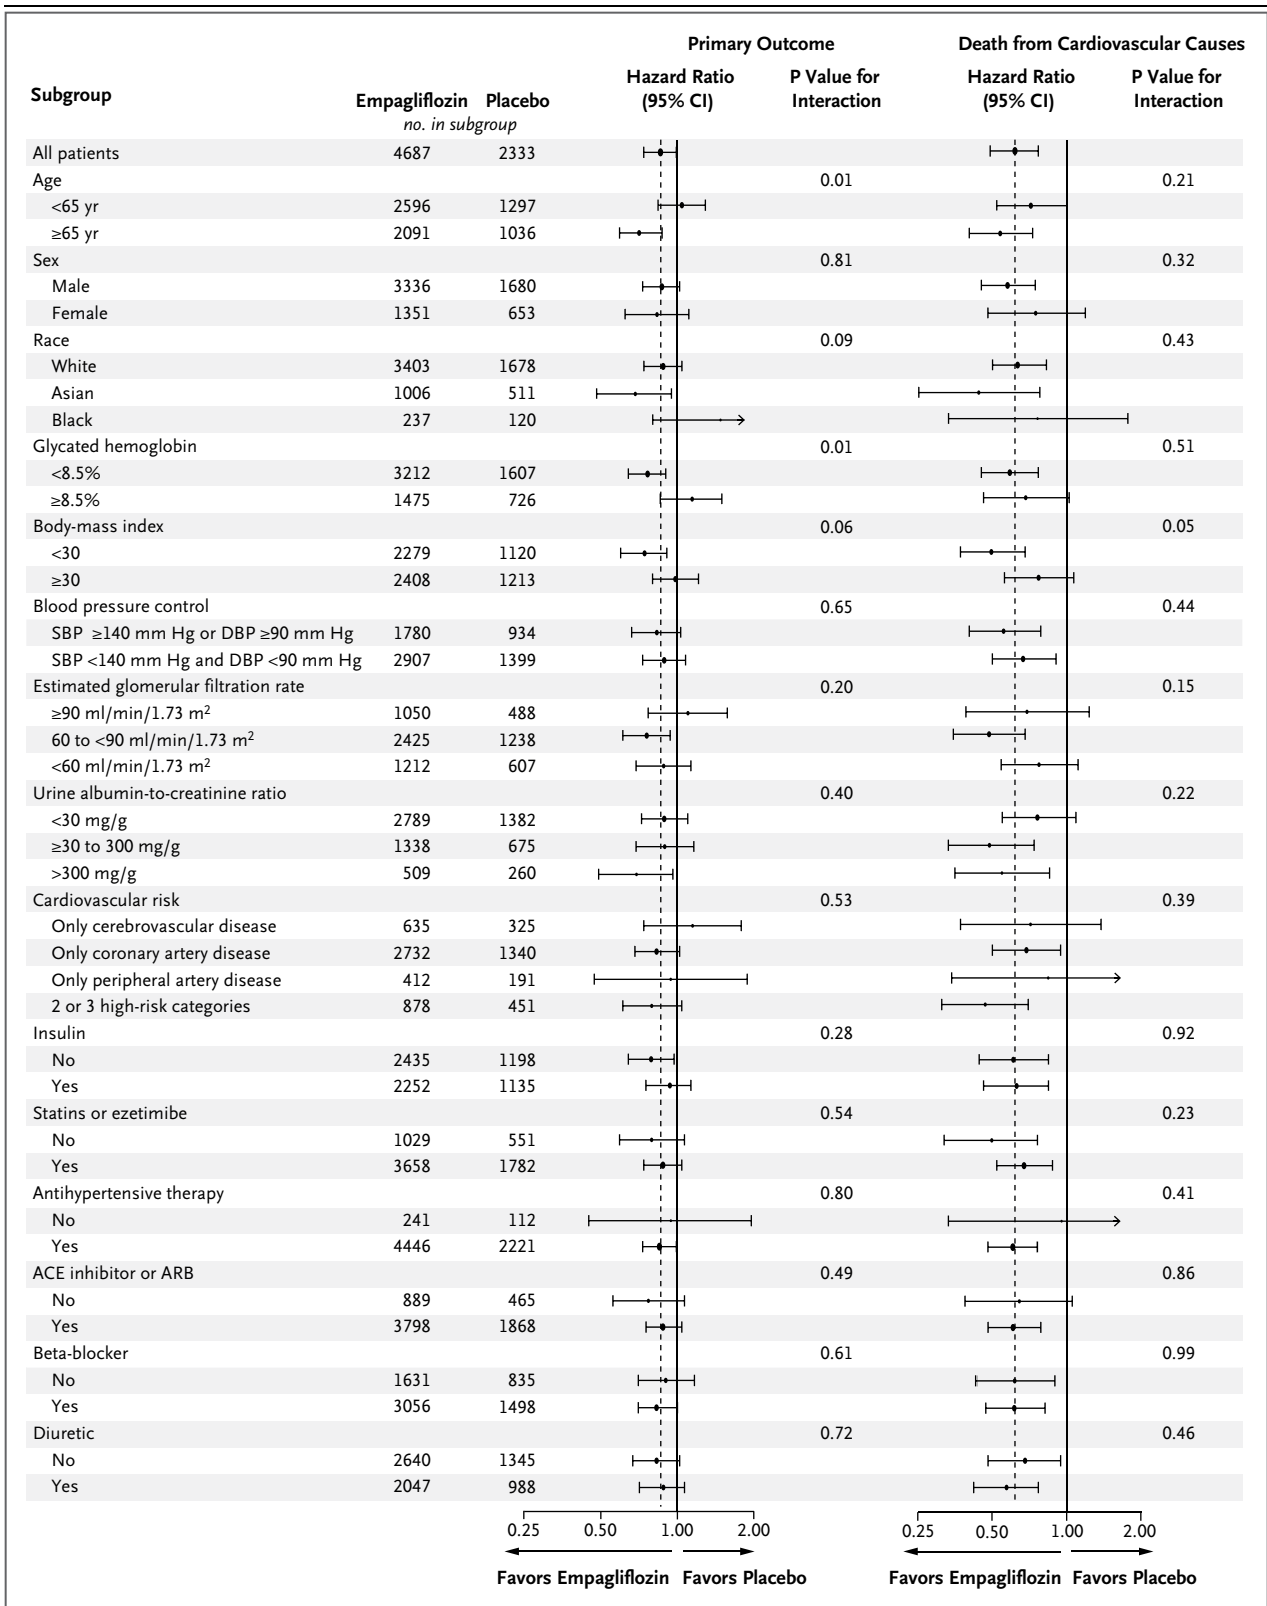 Primary Outcome Death from Cardiovascular Causes
Subgroup Empagliflozin Placebo Hazard Ratio (95% CI) P Value for Interaction Hazard Ratio (95% CI) P Value for Interaction
no. in subgroup
All patients 4687 2333
Age 0.01 0.21
<65 yr 2596 1297
≥65 yr 2091 1036
Sex 0.81 0.32
Male 3336 1680
Female 1351 653
Race 0.09 0.43
White 3403 1678
Asian 1006 511
Black 237 120
Glycated hemoglobin 0.01 0.51
<8.5% 3212 1607
≥8.5% 1475 726
Body-mass index 0.06 0.05
<30 2279 1120
≥30 2408 1213
Blood pressure control 0.65 0.44
SBP ≥140 mm Hg or DBP ≥90 mm Hg 1780 934
SBP <140 mm Hg and DBP <90 mm Hg 2907 1399
Estimated glomerular filtration rate 0.20 0.15
≥90 ml/min/1.73 m² 1050 488
60 to <90 ml/min/1.73 m² 2425 1238
<60 ml/min/1.73 m² 1212 607
Urine albumin-to-creatinine ratio 0.40 0.22
<30 mg/g 2789 1382
≥30 to 300 mg/g 1338 675
>300 mg/g 509 260
Cardiovascular risk 0.53 0.39
Only cerebrovascular disease 635 325
Only coronary artery disease 2732 1340
Only peripheral artery disease 412 191
2 or 3 high-risk categories 878 451
Insulin 0.28 0.92
No 2435 1198
Yes 2252 1135
Statins or ezetimibe 0.54 0.23
No 1029 551
Yes 3658 1782
Antihypertensive therapy 0.80 0.41
No 241 112
Yes 4446 2221
ACE inhibitor or ARB 0.49 0.86
No 889 465
Yes 3798 1868
Beta-blocker 0.61 0.99
No 1631 835
Yes 3056 1498
Diuretic 0.72 0.46
No 2640 1345
Yes 2047 988
0.25 0.50 1.00 2.00 0.25 0.50 1.00 2.00
Favors Empagliflozin Favors Placebo Favors Empagliflozin Favors Placebo